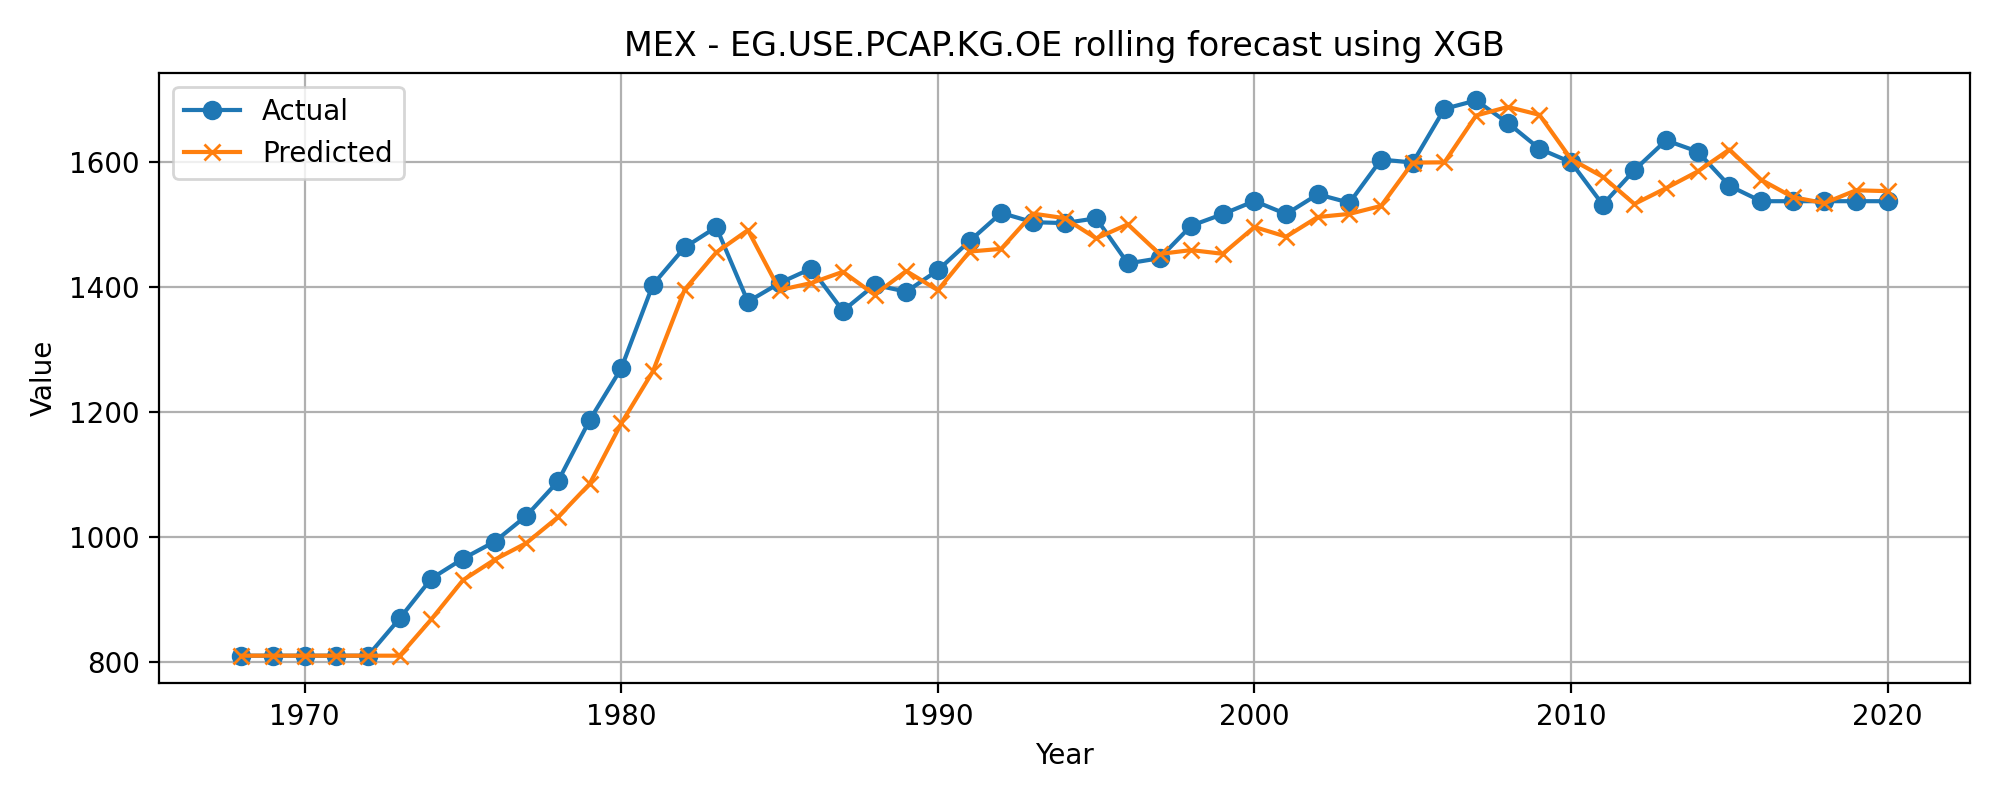 MEX - EG.USE.PCAP.KG.OE rolling forecast using XGB
Actual
Predicted
Value
1600
1400
1200
1000
800
1970 1980 1990 2000 2010 2020
Year